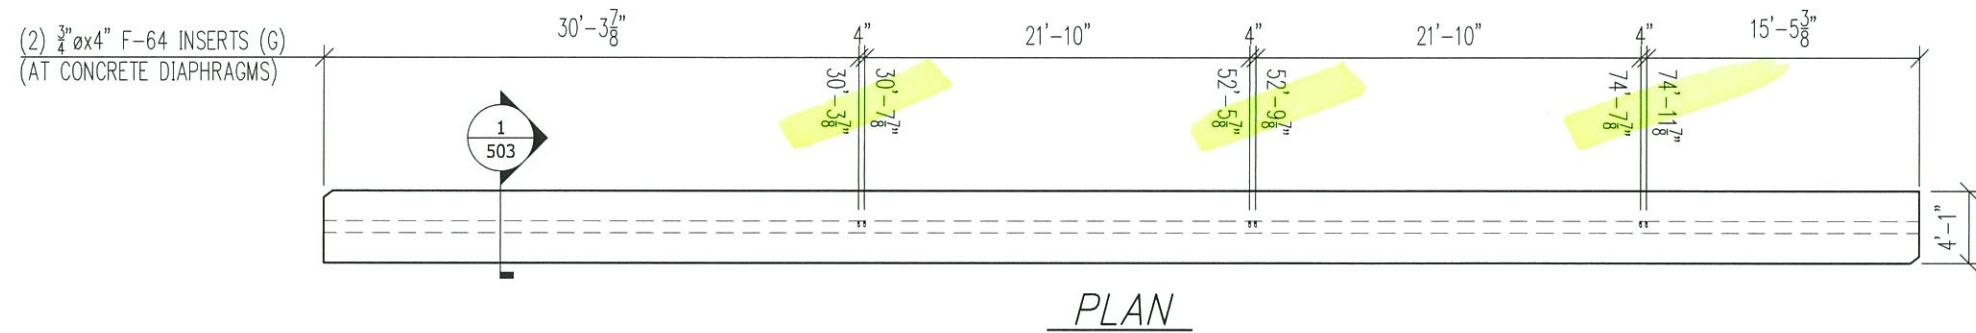 30'-3⅞" 4" 21'-10" 4" 21'-10" 4" 15'-5⅜"
(2) ¾"øx4" F-64 INSERTS (G)
(AT CONCRETE DIAPHRAGMS)
30'-3⅞"
30'-7⅞"
52'-5⅞"
52'-9⅞"
74'-7⅞"
74'-11⅞"
1
503
4'-1"
PLAN